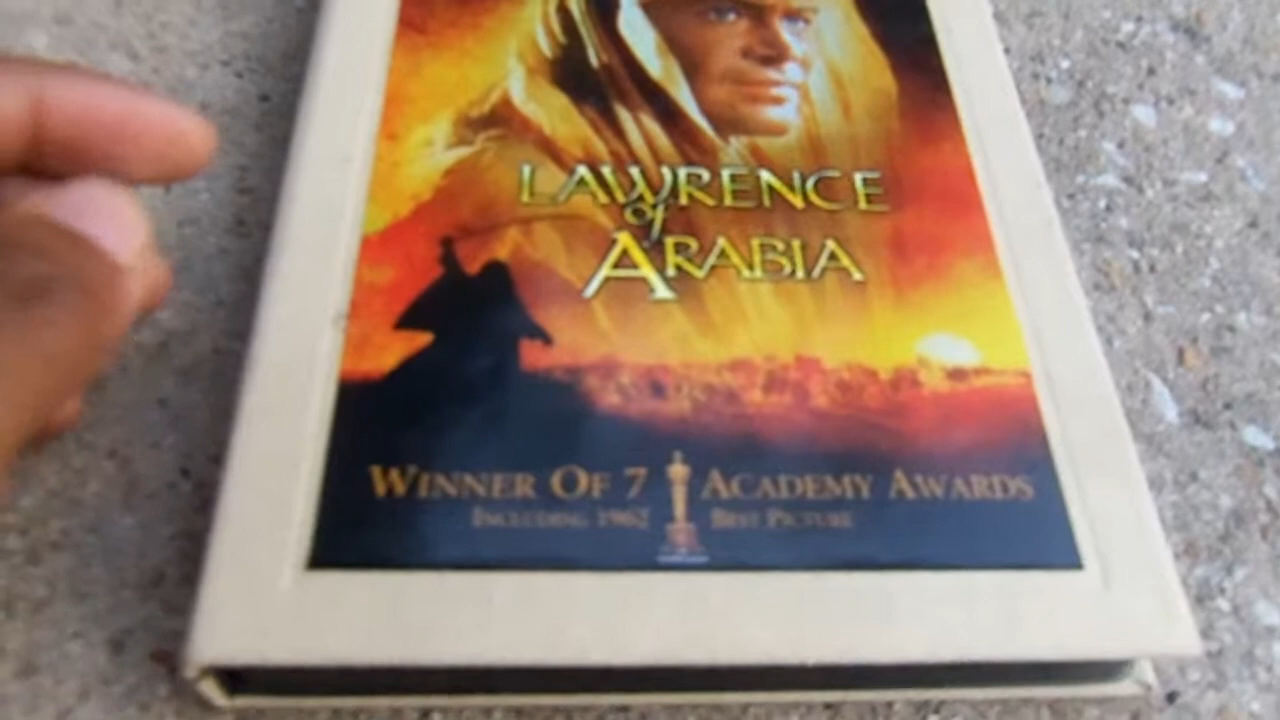 LAWRENCE
of
ARABIA
WINNER OF 7 ACADEMY AWARDS
INCLUDING 1962 BEST PICTURE